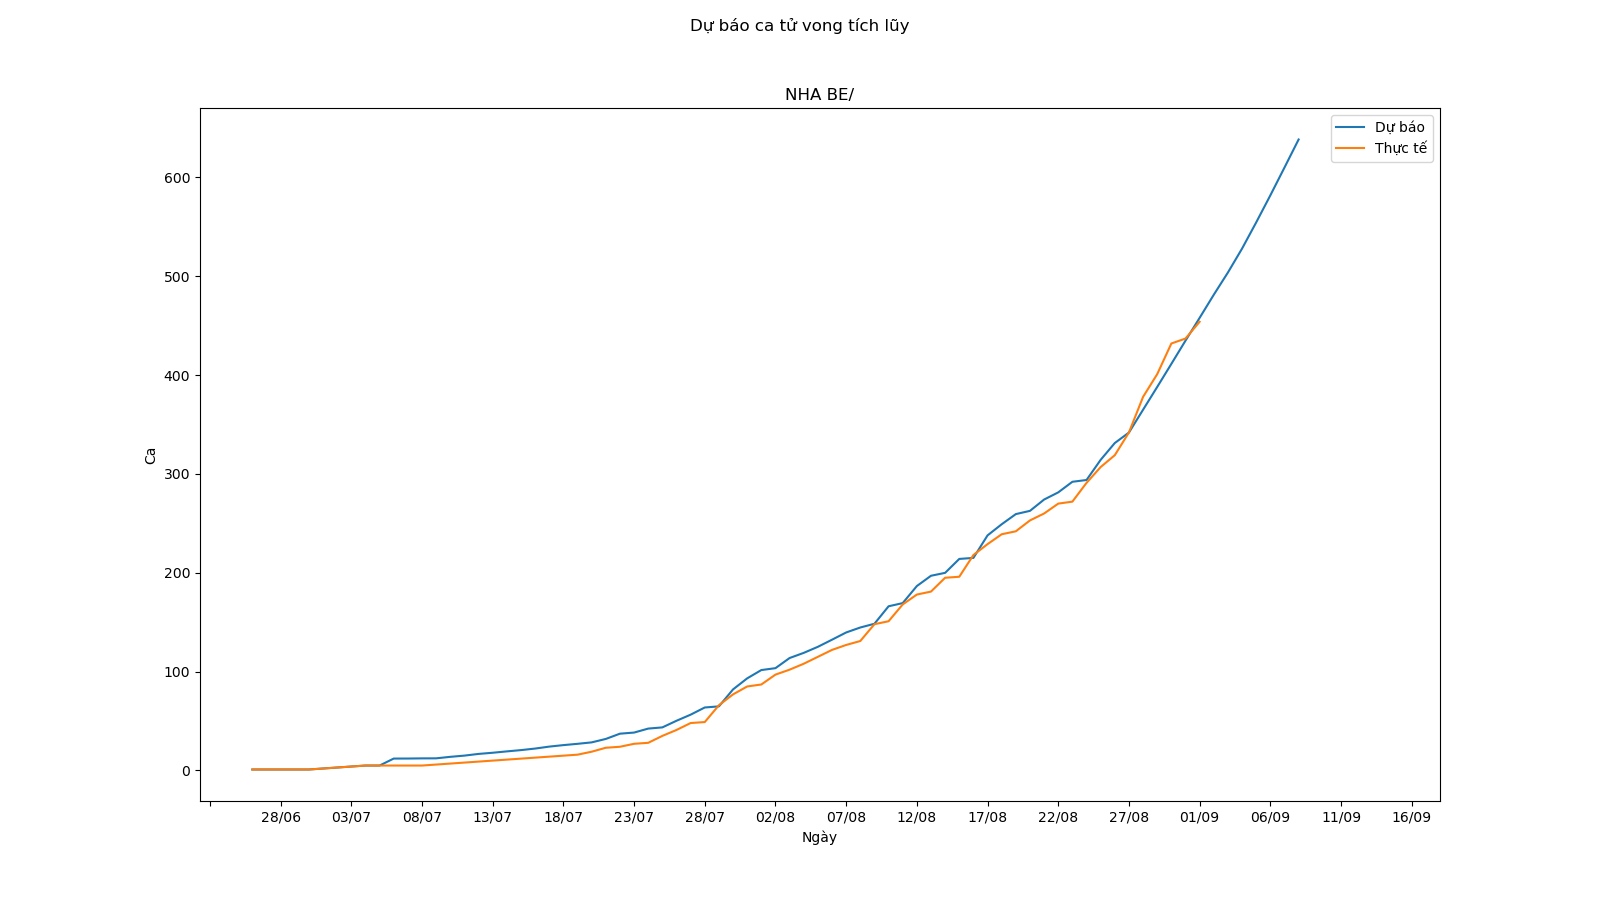 Dự báo ca tử vong tích lũy
NHA BE/
Dự báo
Thực tế
600
500
400
300
200
100
0
Ca
28/06 03/07 08/07 13/07 18/07 23/07 28/07 02/08 07/08 12/08 17/08 22/08 27/08 01/09 06/09 11/09 16/09
Ngày